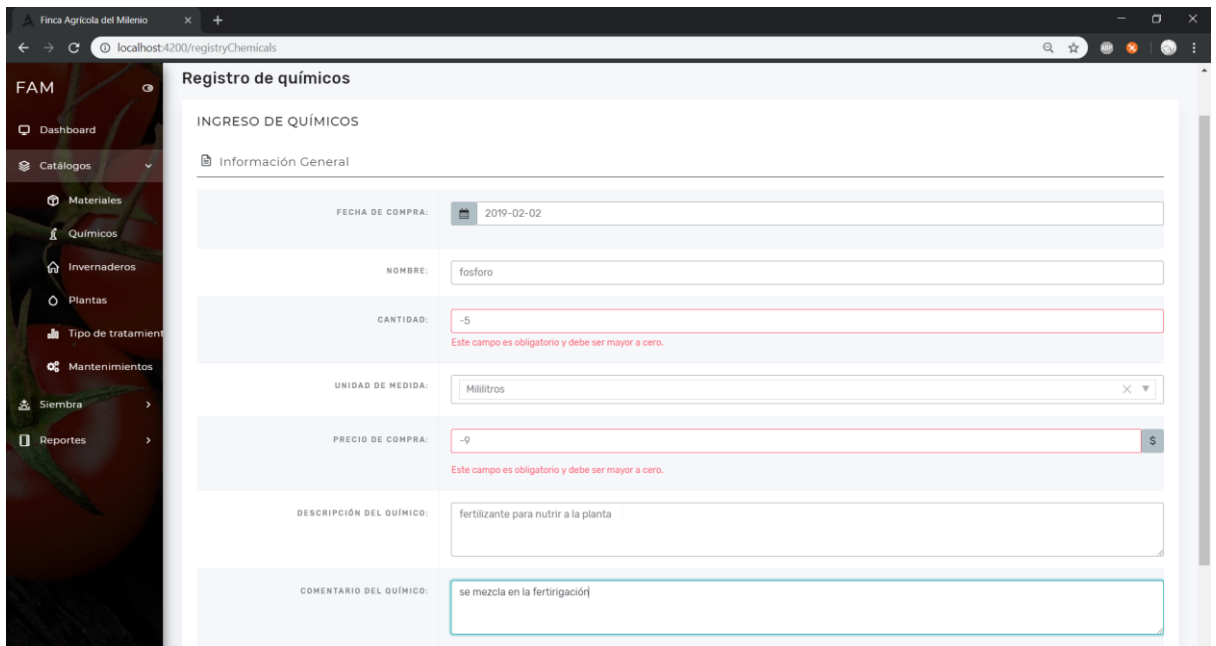 Finca Agrícola del Milenio
localhost:4200/registryChemicals
ABP
FAM
Dashboard
Catálogos
Materiales
Químicos
Invernaderos
Plantas
Tipo de tratamient
Mantenimientos
Siembra
Reportes
Registro de químicos
INGRESO DE QUÍMICOS
Información General
FECHA DE COMPRA: 2019-02-02
NOMBRE: fosforo
CANTIDAD: -5
Este campo es obligatorio y debe ser mayor a cero.
UNIDAD DE MEDIDA: Mililitros
PRECIO DE COMPRA: -9 $
Este campo es obligatorio y debe ser mayor a cero.
DESCRIPCIÓN DEL QUÍMICO: fertilizante para nutrir a la planta
COMENTARIO DEL QUÍMICO: se mezcla en la fertirigación